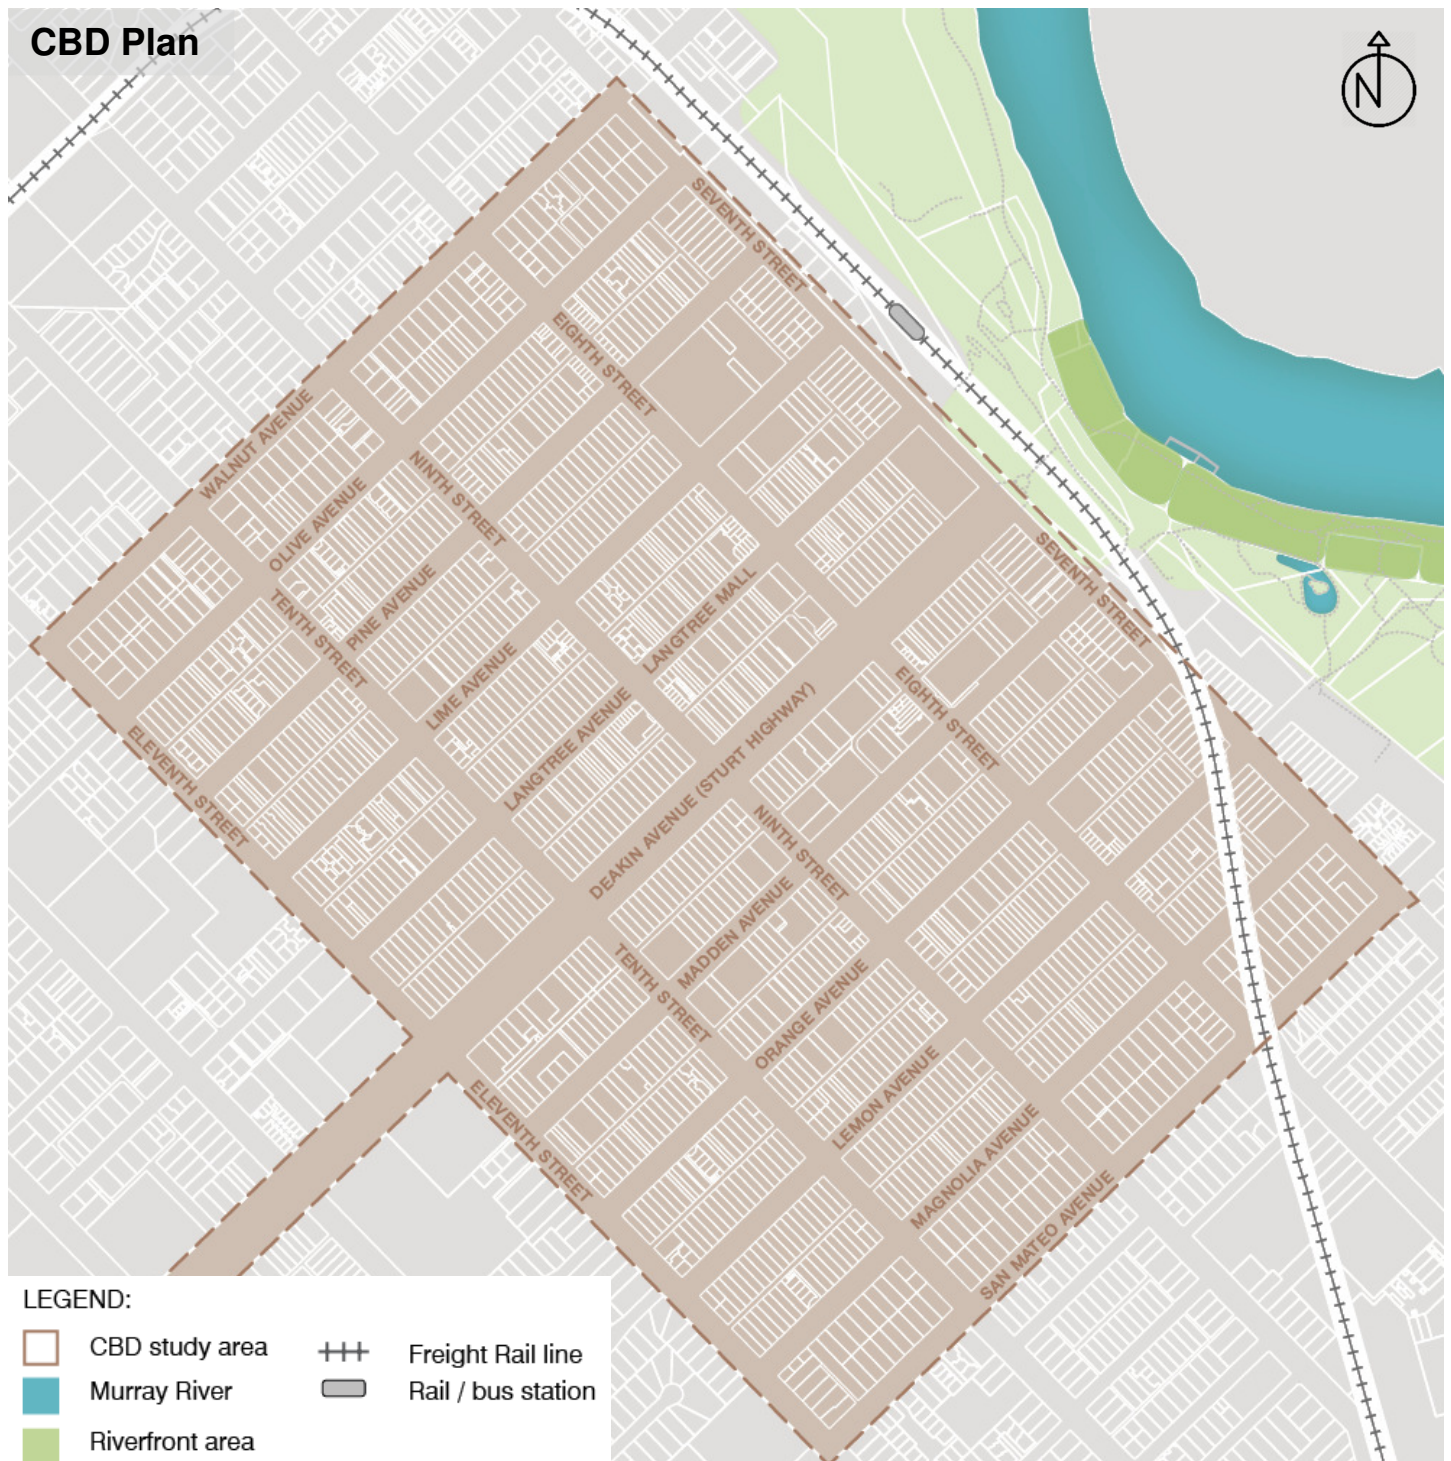 CBD Plan
N
SEVENTH STREET
EIGHTH STREET
WALNUT AVENUE
OLIVE AVENUE
NINTH STREET
PINE AVENUE
TENTH STREET
LANGTREE MALL
SEVENTH STREET
LIME AVENUE
LANGTREE AVENUE
ELEVENTH STREET
DEAKIN AVENUE (STURT HIGHWAY)
EIGHTH STREET
NINTH STREET
MADDEN AVENUE
TENTH STREET
ORANGE AVENUE
LEMON AVENUE
ELEVENTH STREET
MAGNOLIA AVENUE
SAN MATEO AVENUE
LEGEND:
CBD study area
Freight Rail line
Murray River
Rail / bus station
Riverfront area